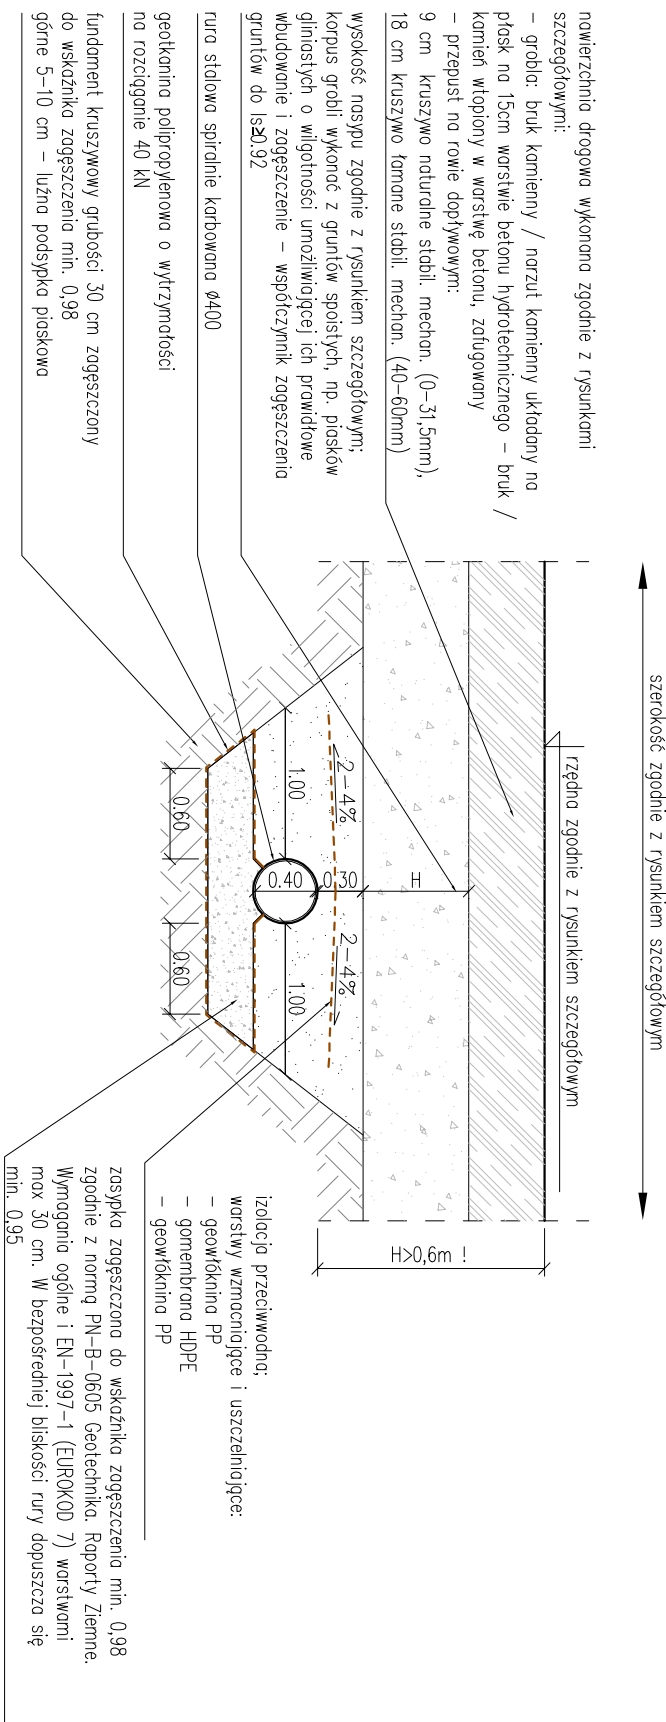 szerokość zgodnie z rysunkiem szczegółowym
rzędna zgodnie z rysunkiem szczegółowym
nawierzchnia drogowa wykonana zgodnie z rysunkami
szczegółowymi:
- grobla: bruk kamienny / narzut kamienny układany na
płask na 15cm warstwie betonu hydrotechnicznego - bruk /
kamień wtopiony w warstwę betonu, zafugowany
- przepust na rowie dopływowym:
9 cm kruszywo naturalne stabil. mechan. (0-31,5mm),
18 cm kruszywo łamane stabil. mechan. (40-60mm)
wysokość nasypu zgodnie z rysunkiem szczegółowym;
korpus grobli wykonać z gruntów spoistych, np. piasków
gliniastych o wilgotności umożliwiającej ich prawidłowe
wbudowanie i zagęszczenie - współczynnik zagęszczenia
gruntów do Is≥0.92
rura stalowa spiralnie karbowana ø400
geotkanina polipropylenowa o wytrzymałości
na rozciąganie 40 kN
fundament kruszywowy grubości 30 cm zagęszczony
do wskaźnika zagęszczenia min. 0,98
górne 5-10 cm - luźna podsypka piaskowa
H
0.30
0.40
2-4%
2-4%
1.00
1.00
0.60
0.60
H>0,6m !
izolacja przeciwwodna;
warstwy wzmacniające i uszczelniające:
- geowłóknina PP
- gomembrana HDPE
- geowłóknina PP
zasypka zagęszczona do wskaźnika zagęszczenia min. 0,98
zgodnie z normą PN-B-0605 Geotechnika. Raporty Ziemne.
Wymagania ogólne i EN-1997-1 (EUROKOD 7) warstwami
max 30 cm. W bezpośredniej bliskości rury dopuszcza się
min. 0,95